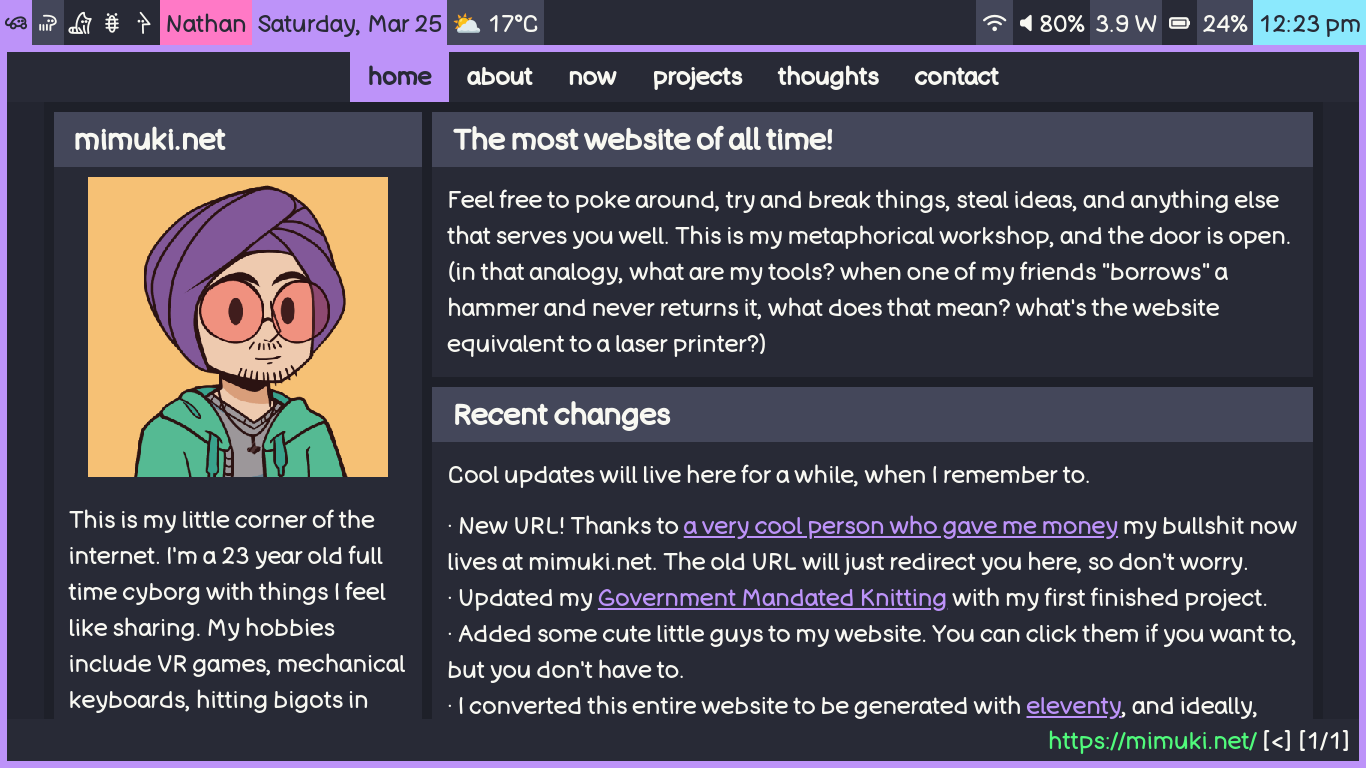 Nathan Saturday, Mar 25 17°C 80% 3.9 W 24% 12:23 pm
home about now projects thoughts contact
mimuki.net
This is my little corner of the
internet. I'm a 23 year old full
time cyborg with things I feel
like sharing. My hobbies
include VR games, mechanical
keyboards, hitting bigots in
The most website of all time!
Feel free to poke around, try and break things, steal ideas, and anything else
that serves you well. This is my metaphorical workshop, and the door is open.
(in that analogy, what are my tools? when one of my friends "borrows" a
hammer and never returns it, what does that mean? what's the website
equivalent to a laser printer?)
Recent changes
Cool updates will live here for a while, when I remember to.
· New URL! Thanks to a very cool person who gave me money my bullshit now
lives at mimuki.net. The old URL will just redirect you here, so don't worry.
· Updated my Government Mandated Knitting with my first finished project.
· Added some cute little guys to my website. You can click them if you want to,
but you don't have to.
· I converted this entire website to be generated with eleventy, and ideally,
https://mimuki.net/ [<] [1/1]